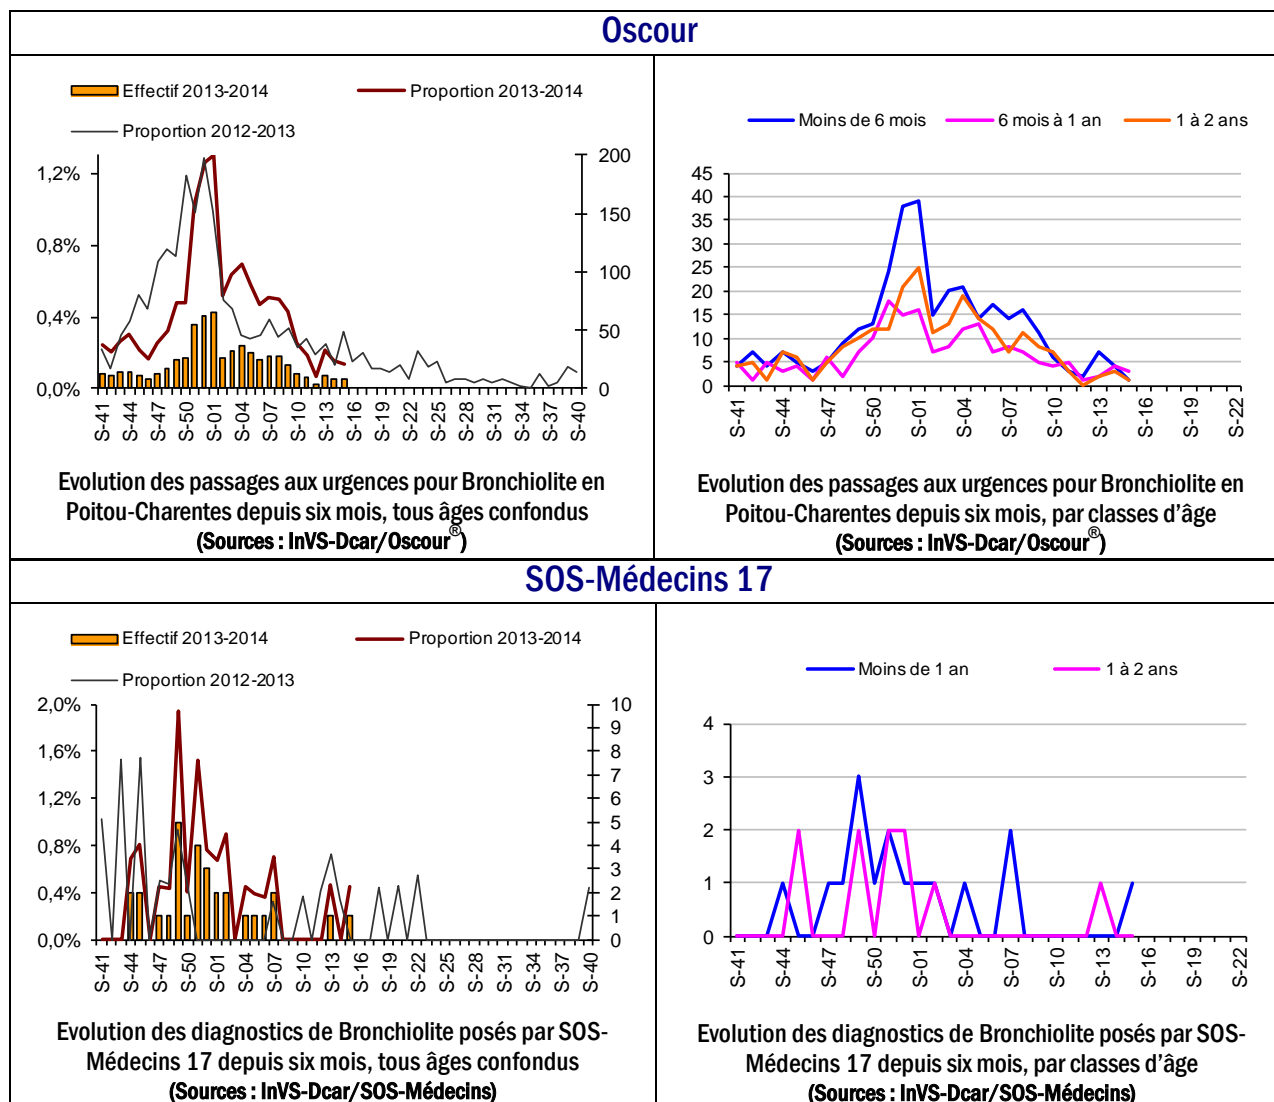 Oscour
Effectif 2013-2014
Proportion 2013-2014
Proportion 2012-2013
1,2%
0,8%
0,4%
0,0%
200
150
100
50
0
S-41
S-44
S-47
S-50
S-01
S-04
S-07
S-10
S-13
S-16
S-19
S-22
S-25
S-28
S-31
S-34
S-37
S-40
Evolution des passages aux urgences pour Bronchiolite en
Poitou-Charentes depuis six mois, tous âges confondus
(Sources : InVS-Dcar/Oscour®)
Moins de 6 mois
6 mois à 1 an
1 à 2 ans
45
40
35
30
25
20
15
10
5
0
S-41
S-44
S-47
S-50
S-01
S-04
S-07
S-10
S-13
S-16
S-19
S-22
Evolution des passages aux urgences pour Bronchiolite en
Poitou-Charentes depuis six mois, par classes d'âge
(Sources : InVS-Dcar/Oscour®)
SOS-Médecins 17
Effectif 2013-2014
Proportion 2013-2014
Proportion 2012-2013
2,0%
1,6%
1,2%
0,8%
0,4%
0,0%
10
9
8
7
6
5
4
3
2
1
0
S-41
S-44
S-47
S-50
S-01
S-04
S-07
S-10
S-13
S-16
S-19
S-22
S-25
S-28
S-31
S-34
S-37
S-40
Evolution des diagnostics de Bronchiolite posés par SOS-
Médecins 17 depuis six mois, tous âges confondus
(Sources : InVS-Dcar/SOS-Médecins)
Moins de 1 an
1 à 2 ans
4
3
2
1
0
S-41
S-44
S-47
S-50
S-01
S-04
S-07
S-10
S-13
S-16
S-19
S-22
Evolution des diagnostics de Bronchiolite posés par SOS-
Médecins 17 depuis six mois, par classes d'âge
(Sources : InVS-Dcar/SOS-Médecins)